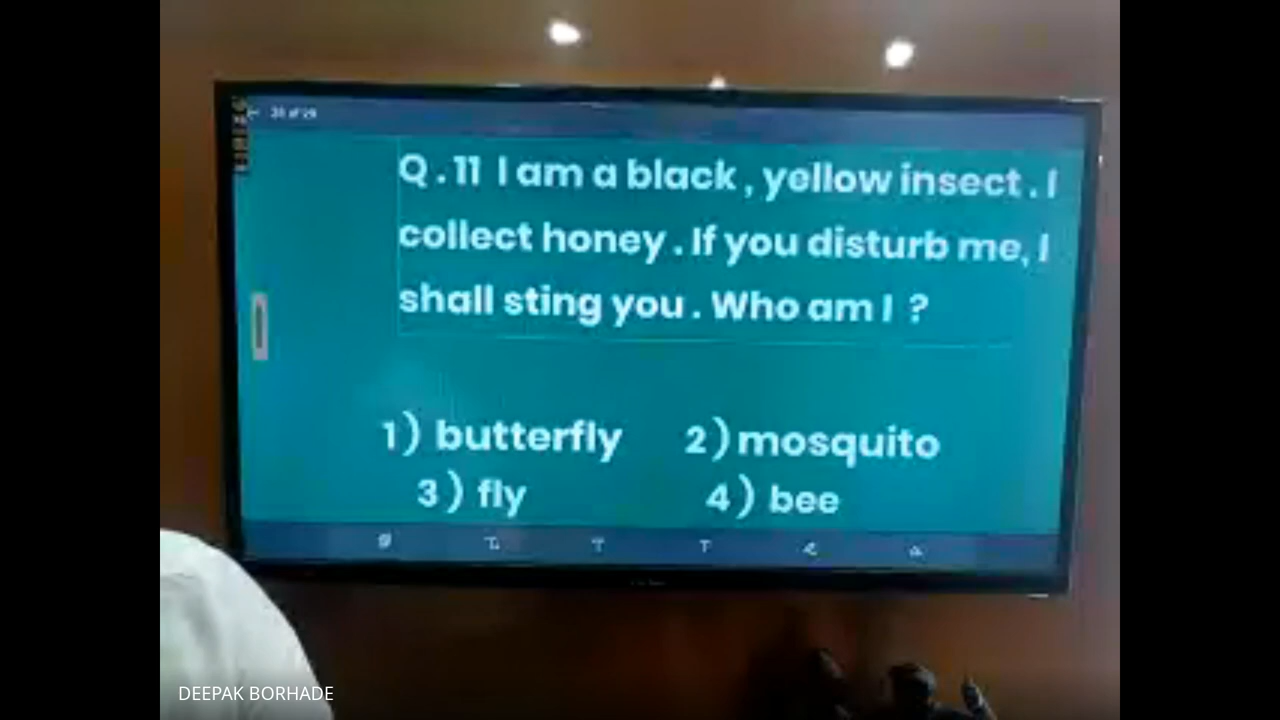 Q.11 I am a black, yellow insect. I
collect honey. If you disturb me, I
shall sting you. Who am I ?
1) butterfly 2) mosquito
3) fly 4) bee
DEEPAK BORHADE